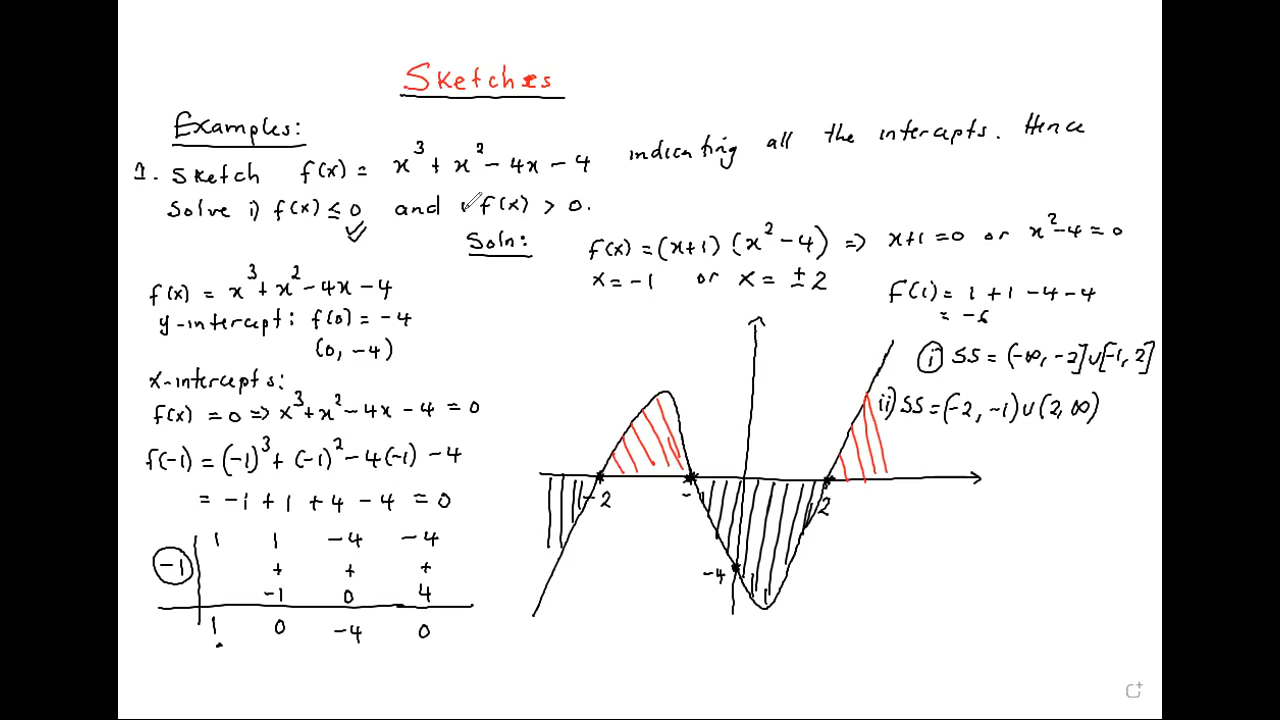 Sketches
Examples:
1. Sketch f(x) = x³ + x² - 4x - 4 indicating all the intercepts. Hence
Solve i) f(x) ≤ 0 and f(x) > 0.
Soln:
f(x) = x³ + x² - 4x - 4
y-intercept: f(0) = -4
(0, -4)
x-intercepts:
f(x) = 0 => x³ + x² - 4x - 4 = 0
f(-1) = (-1)³ + (-1)² - 4(-1) - 4
= -1 + 1 + 4 - 4 = 0
-1 | 1 1 -4 -4
+ + +
-1 0 4
1 0 -4 0
f(x) = (x+1) (x² - 4) => x+1 = 0 or x² - 4 = 0
x = -1 or x = ± 2
f(1) = 1 + 1 - 4 - 4
= -6
i) SS = (-∞, -2] ∪ [-1, 2]
ii) SS = (-2, -1) ∪ (2, ∞)
-2 -1 2
-4